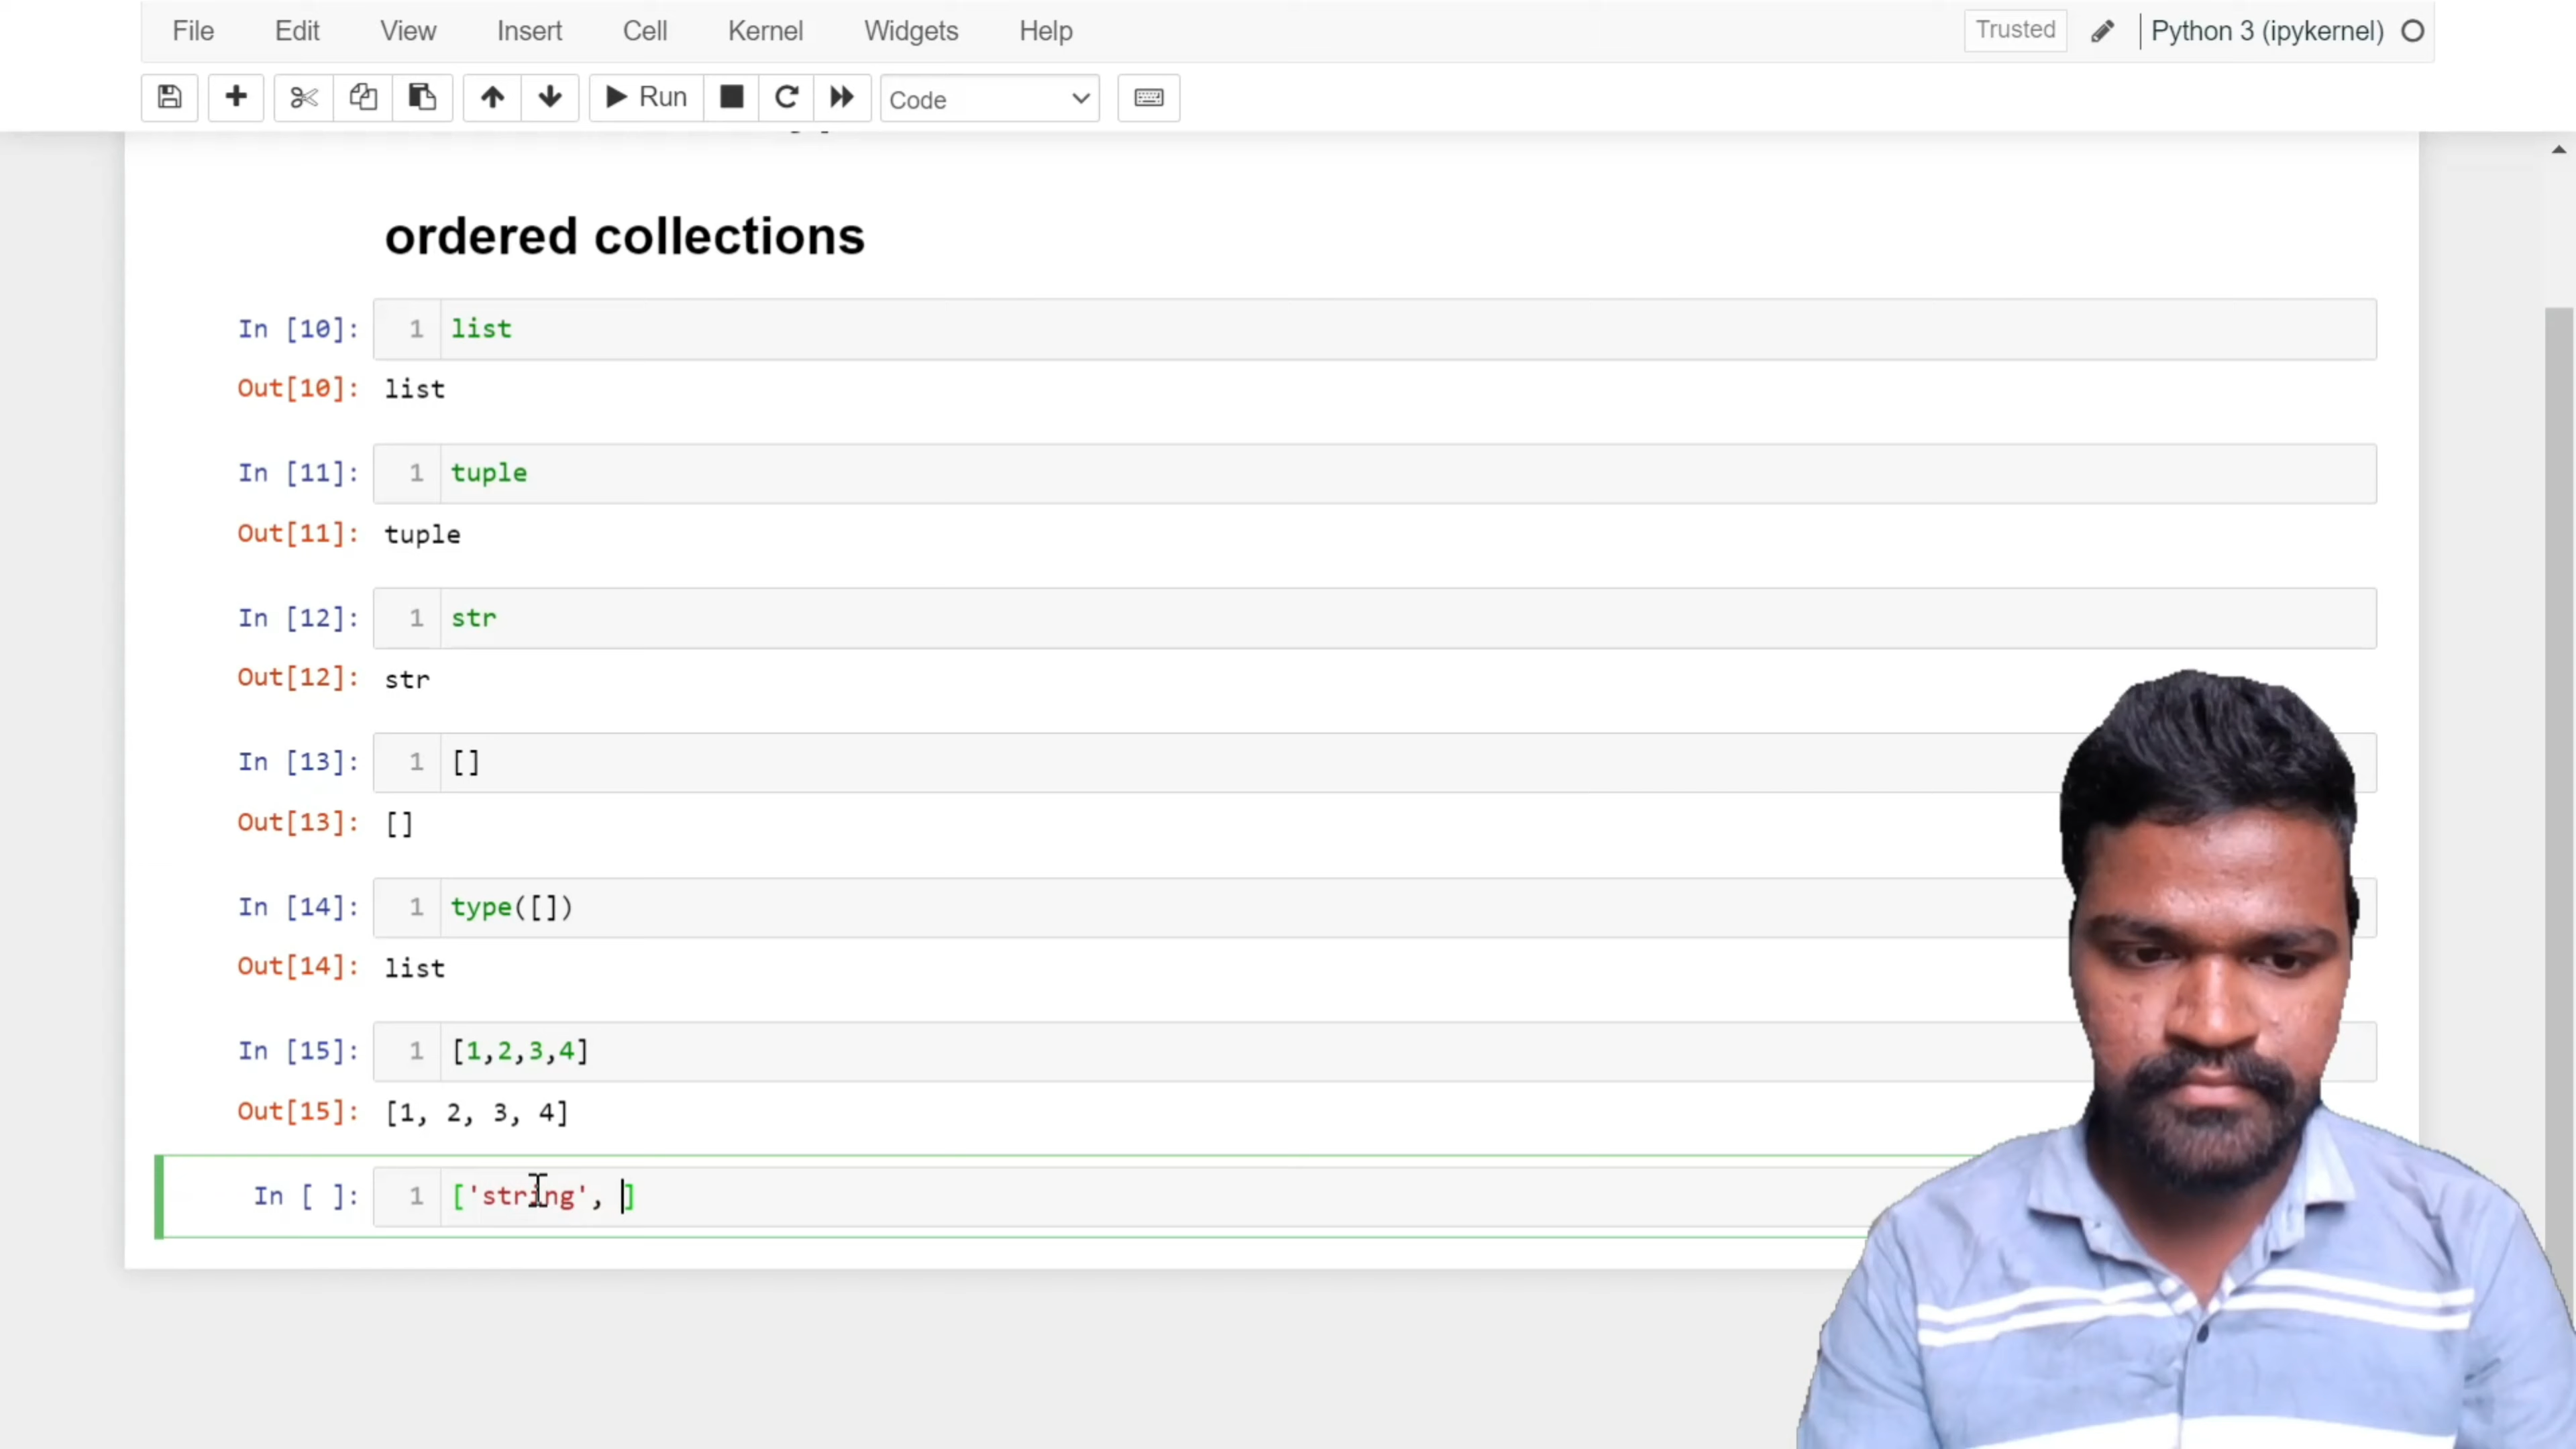 File Edit View Insert Cell Kernel Widgets Help Trusted Python 3 (ipykernel)
Run Code
ordered collections
In [10]: 1 list
Out[10]: list
In [11]: 1 tuple
Out[11]: tuple
In [12]: 1 str
Out[12]: str
In [13]: 1 []
Out[13]: []
In [14]: 1 type([])
Out[14]: list
In [15]: 1 [1,2,3,4]
Out[15]: [1, 2, 3, 4]
In [ ]: 1 ['string', ]